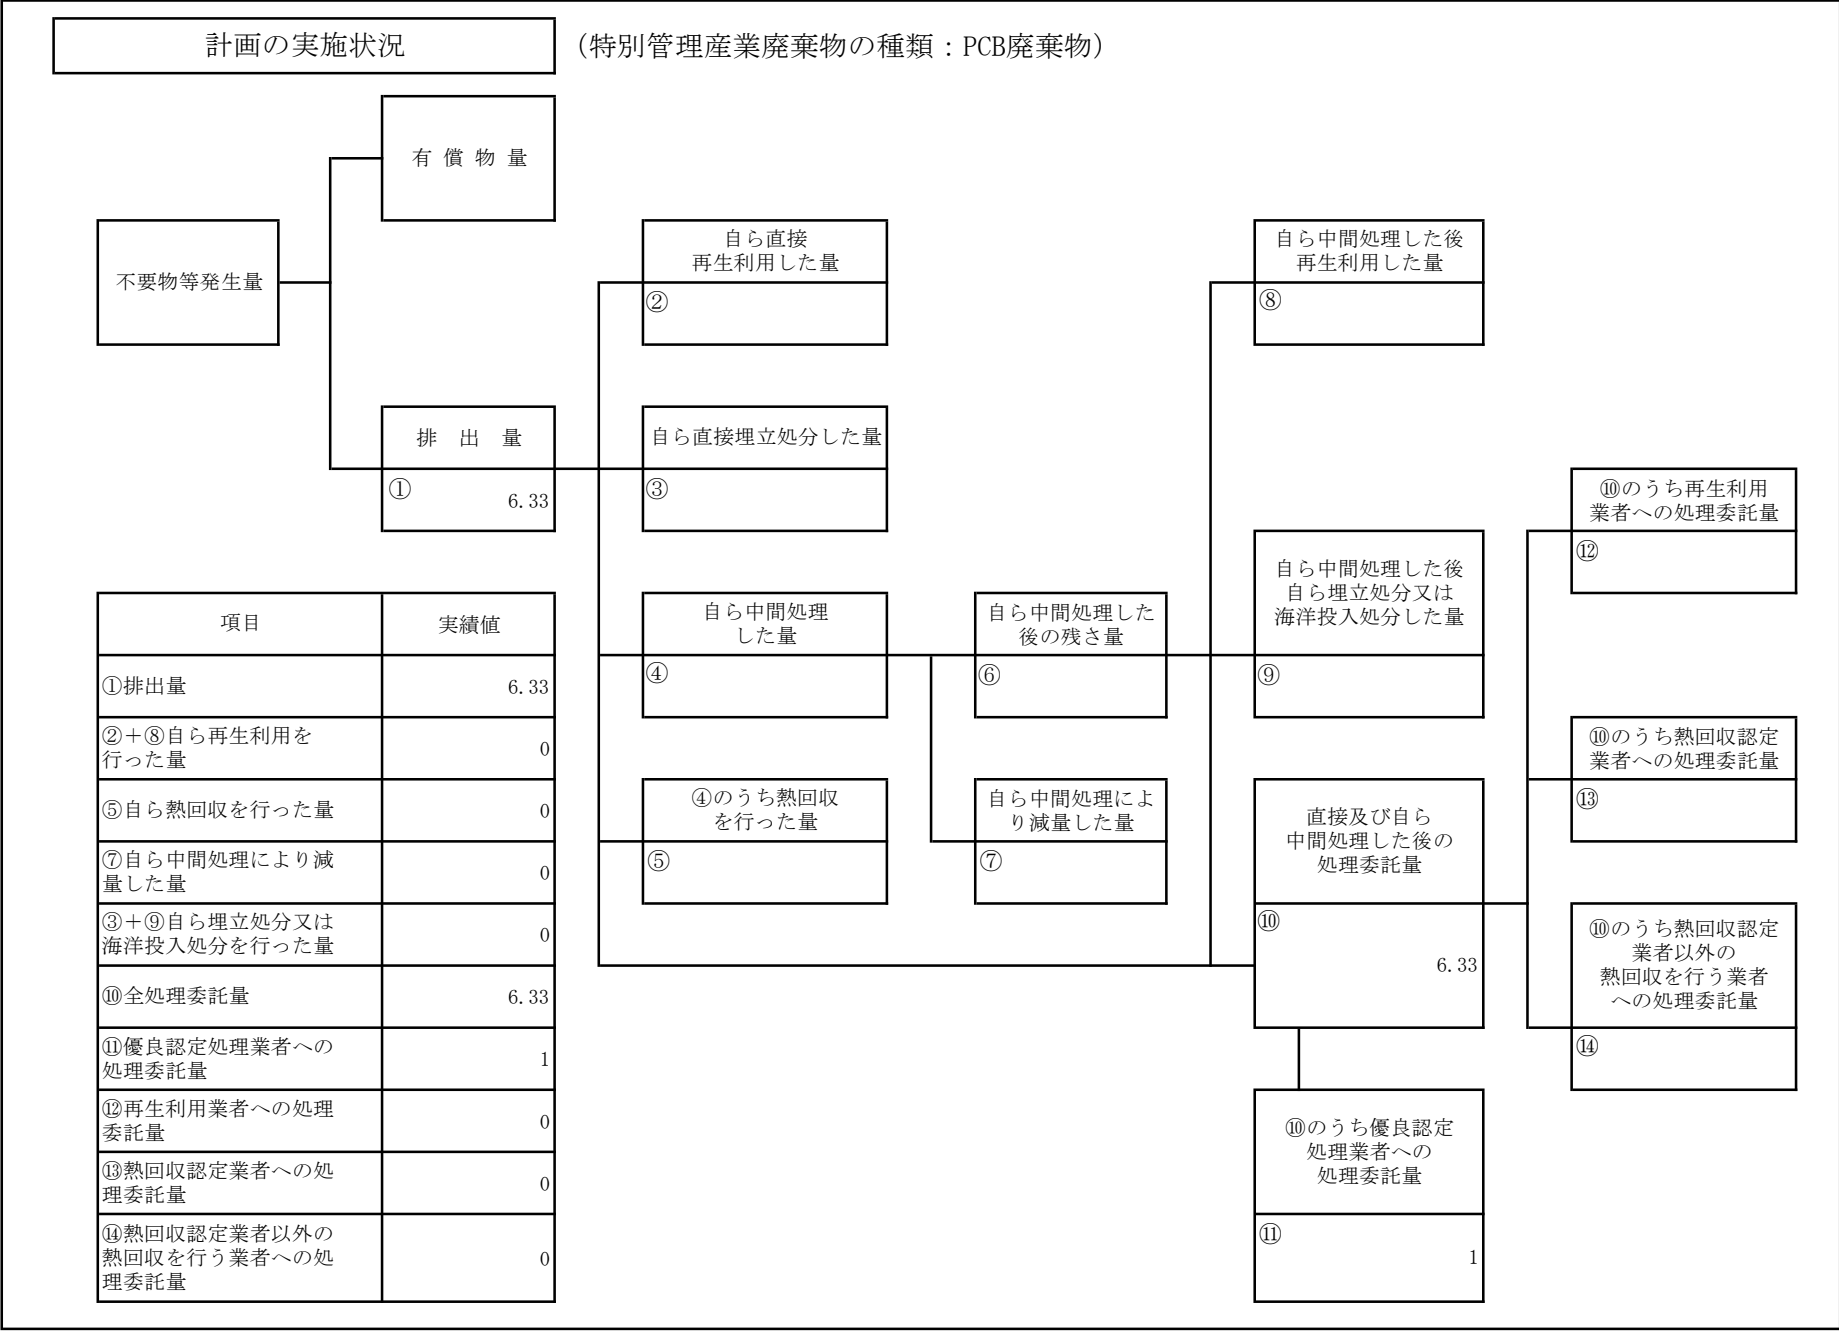 計画の実施状況
（特別管理産業廃棄物の種類：PCB廃棄物）
有 償 物 量
不要物等発生量
自ら直接
再生利用した量
②
自ら中間処理した後
再生利用した量
⑧
排 出 量
①
6.33
自ら直接埋立処分した量
③
⑩のうち再生利用
業者への処理委託量
⑫
自ら中間処理した後
自ら埋立処分又は
海洋投入処分した量
⑨
自ら中間処理
した量
④
自ら中間処理した
後の残さ量
⑥
⑩のうち熱回収認定
業者への処理委託量
⑬
④のうち熱回収
を行った量
⑤
自ら中間処理によ
り減量した量
⑦
直接及び自ら
中間処理した後の
処理委託量
⑩
6.33
⑩のうち熱回収認定
業者以外の
熱回収を行う業者
への処理委託量
⑭
⑩のうち優良認定
処理業者への
処理委託量
⑪
1
項目 実績値
①排出量 6.33
②＋⑧自ら再生利用を
行った量 0
⑤自ら熱回収を行った量 0
⑦自ら中間処理により減
量した量 0
③＋⑨自ら埋立処分又は
海洋投入処分を行った量 0
⑩全処理委託量 6.33
⑪優良認定処理業者への
処理委託量 1
⑫再生利用業者への処理
委託量 0
⑬熱回収認定業者への処
理委託量 0
⑭熱回収認定業者以外の
熱回収を行う業者への処
理委託量 0